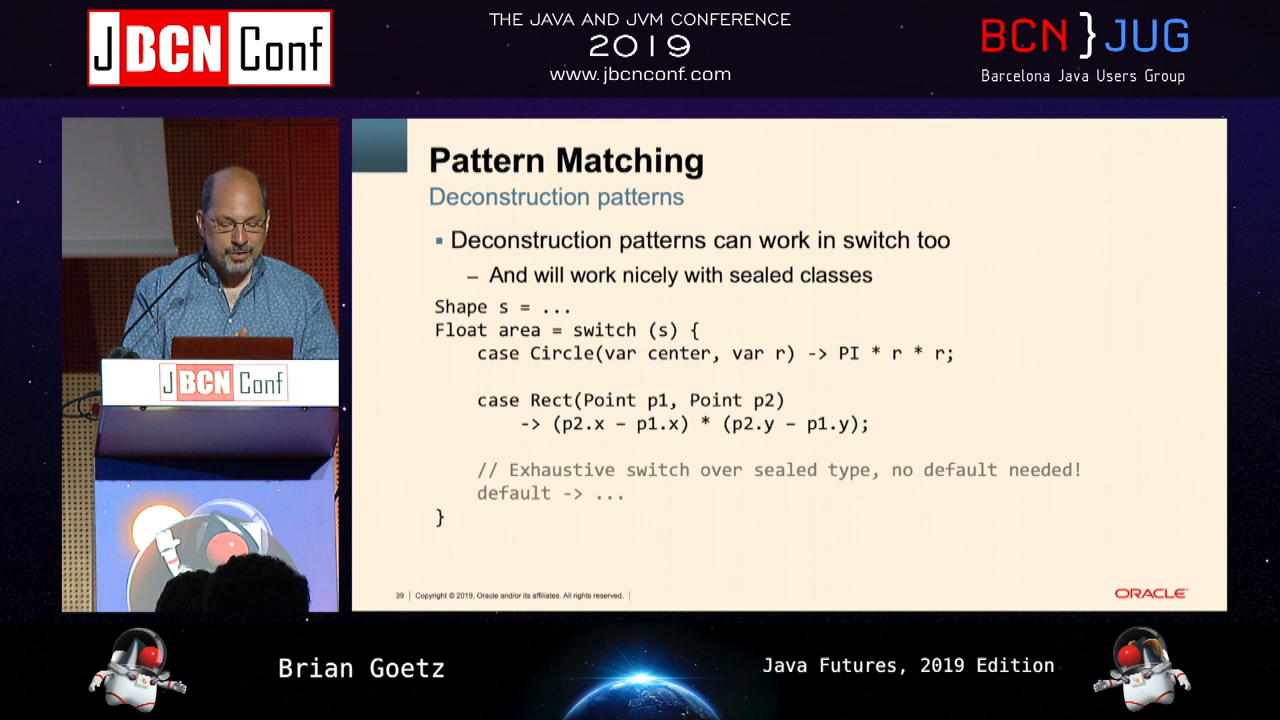 JBCNConf
THE JAVA AND JVM CONFERENCE
2019
www.jbcnconf.com
BCN}JUG
Barcelona Java Users Group
Pattern Matching
Deconstruction patterns
▪ Deconstruction patterns can work in switch too
– And will work nicely with sealed classes
Shape s = ...
Float area = switch (s) {
case Circle(var center, var r) -> PI * r * r;
case Rect(Point p1, Point p2)
-> (p2.x – p1.x) * (p2.y – p1.y);
// Exhaustive switch over sealed type, no default needed!
default -> ...
}
39 | Copyright © 2019, Oracle and/or its affiliates. All rights reserved. |
ORACLE
JBCNConf
Brian Goetz
Java Futures, 2019 Edition